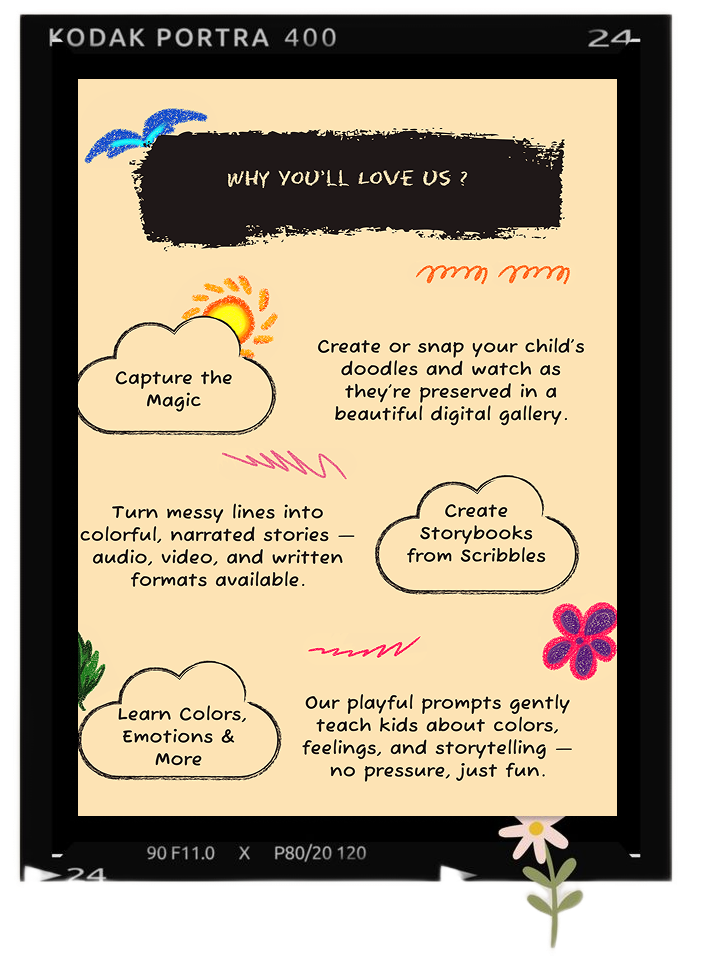 KODAK PORTRA 400
24
WHY YOU'LL LOVE US ?
Capture the
Magic
Create or snap your child's
doodles and watch as
they're preserved in a
beautiful digital gallery.
Turn messy lines into
colorful, narrated stories —
audio, video, and written
formats available.
Create
Storybooks
from Scribbles
Learn Colors,
Emotions &
More
Our playful prompts gently
teach kids about colors,
feelings, and storytelling —
no pressure, just fun.
90 F11.0 X P80/20 120
24